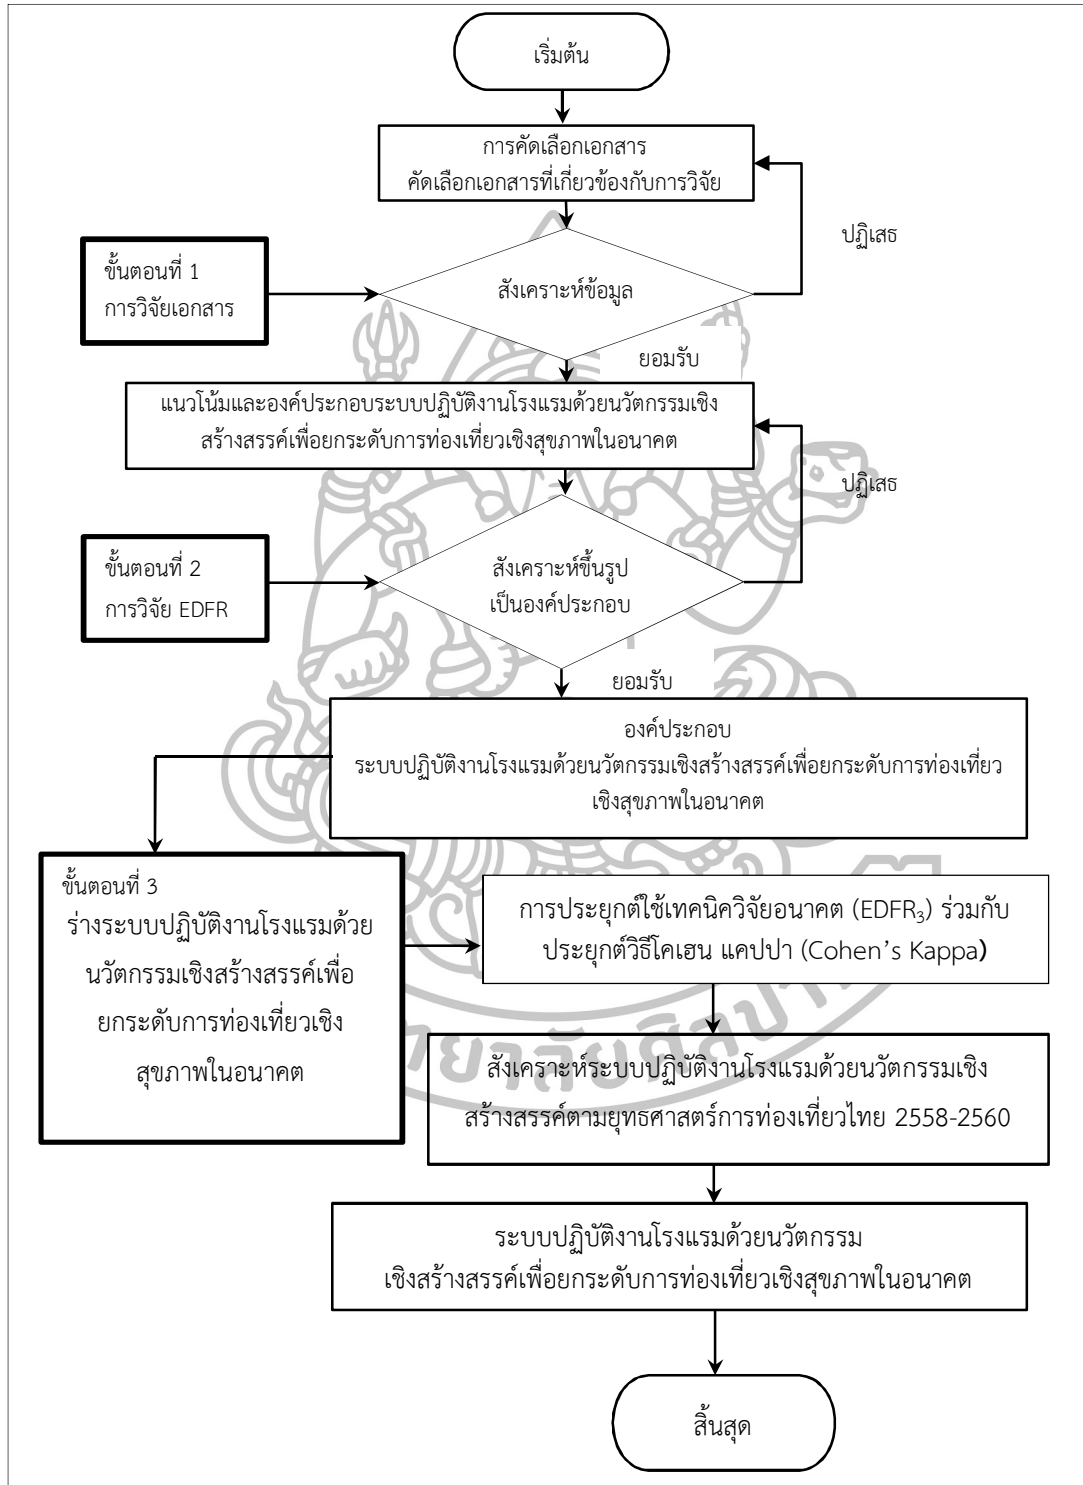 เริ่มต้น
การคัดเลือกเอกสาร
คัดเลือกเอกสารที่เกี่ยวข้องกับการวิจัย
ปฏิเสธ
ขั้นตอนที่ 1
การวิจัยเอกสาร
สังเคราะห์ข้อมูล
ยอมรับ
แนวโน้มและองค์ประกอบระบบปฏิบัติงานโรงแรมด้วยนวัตกรรมเชิง
สร้างสรรค์เพื่อยกระดับการท่องเที่ยวเชิงสุขภาพในอนาคต
ปฏิเสธ
ขั้นตอนที่ 2
การวิจัย EDFR
สังเคราะห์ขึ้นรูป
เป็นองค์ประกอบ
ยอมรับ
องค์ประกอบ
ระบบปฏิบัติงานโรงแรมด้วยนวัตกรรมเชิงสร้างสรรค์เพื่อยกระดับการท่องเที่ยว
เชิงสุขภาพในอนาคต
ขั้นตอนที่ 3
ร่างระบบปฏิบัติงานโรงแรมด้วย
นวัตกรรมเชิงสร้างสรรค์เพื่อ
ยกระดับการท่องเที่ยวเชิง
สุขภาพในอนาคต
การประยุกต์ใช้เทคนิควิจัยอนาคต (EDFR₃) ร่วมกับ
ประยุกต์วิธีโคเฮน แคปปา (Cohen’s Kappa)
สังเคราะห์ระบบปฏิบัติงานโรงแรมด้วยนวัตกรรมเชิง
สร้างสรรค์ตามยุทธศาสตร์การท่องเที่ยวไทย 2558-2560
ระบบปฏิบัติงานโรงแรมด้วยนวัตกรรม
เชิงสร้างสรรค์เพื่อยกระดับการท่องเที่ยวเชิงสุขภาพในอนาคต
สิ้นสุด